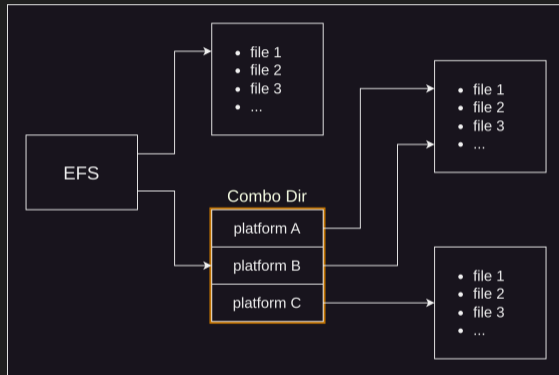 EFS
• file 1
• file 2
• file 3
• ...
Combo Dir
platform A
platform B
platform C
• file 1
• file 2
• file 3
• ...
• file 1
• file 2
• file 3
• ...